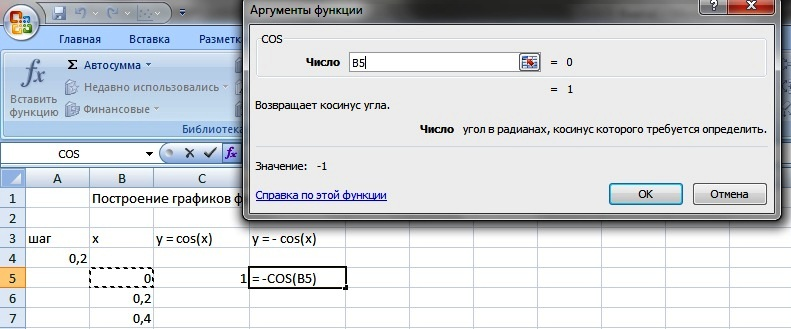 Главная Вставка Разметк
Σ Автосумма
Недавно использовались
Финансовые
fx
Вставить
функцию
Библиотек
Аргументы функции
COS
Число B5 = 0
= 1
Возвращает косинус угла.
Число угол в радианах, косинус которого требуется определить.
Значение: -1
Справка по этой функции
OK
Отмена
COS
fx
A B C
1 Построение графиков ф
2
3 шаг x y = cos(x) y = - cos(x)
4 0,2
5 0 1 = -COS(B5)
6 0,2
7 0,4